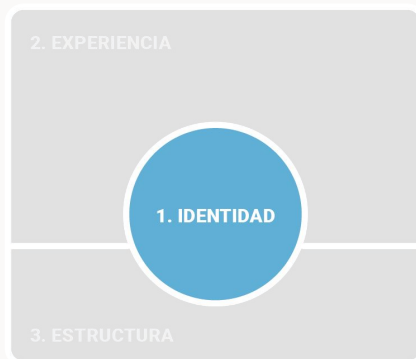 2. EXPERIENCIA
1. IDENTIDAD
3. ESTRUCTURA